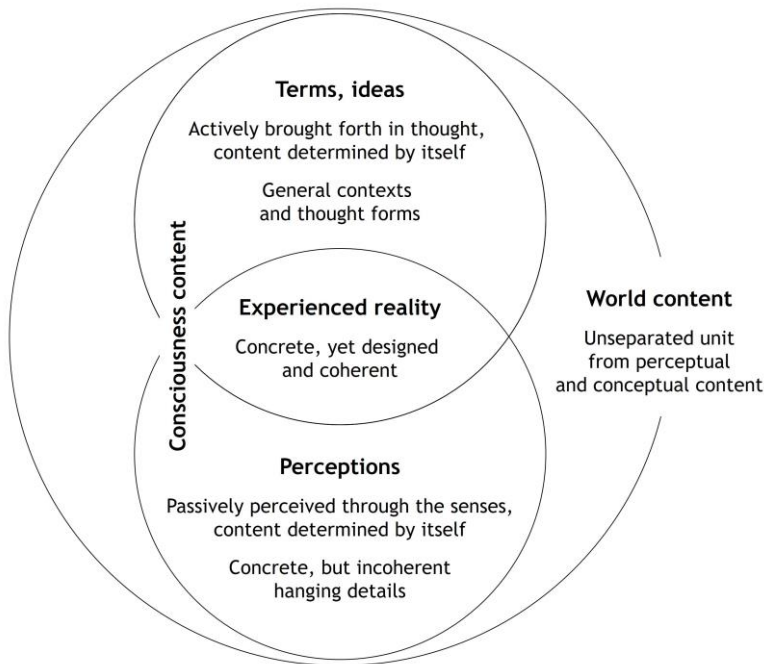 Terms, ideas
Actively brought forth in thought,
content determined by itself
General contexts
and thought forms
Consciousness content
Experienced reality
Concrete, yet designed
and coherent
World content
Unseparated unit
from perceptual
and conceptual content
Perceptions
Passively perceived through the senses,
content determined by itself
Concrete, but incoherent
hanging details